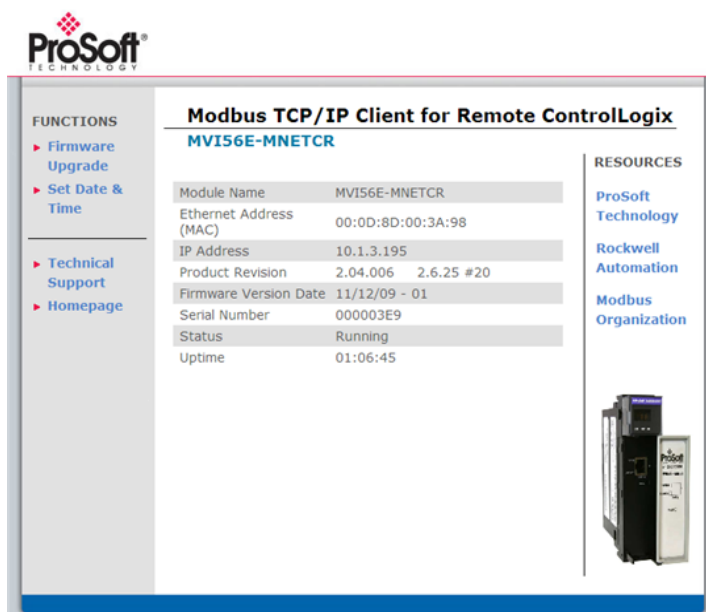 ProSoft®
TECHNOLOGY
FUNCTIONS
Firmware
Upgrade
Set Date &
Time
Technical
Support
Homepage
Modbus TCP/IP Client for Remote ControlLogix
MVI56E-MNETCR
Module Name MVI56E-MNETCR
Ethernet Address
(MAC) 00:0D:8D:00:3A:98
IP Address 10.1.3.195
Product Revision 2.04.006 2.6.25 #20
Firmware Version Date 11/12/09 - 01
Serial Number 000003E9
Status Running
Uptime 01:06:45
RESOURCES
ProSoft
Technology
Rockwell
Automation
Modbus
Organization
ProSoft